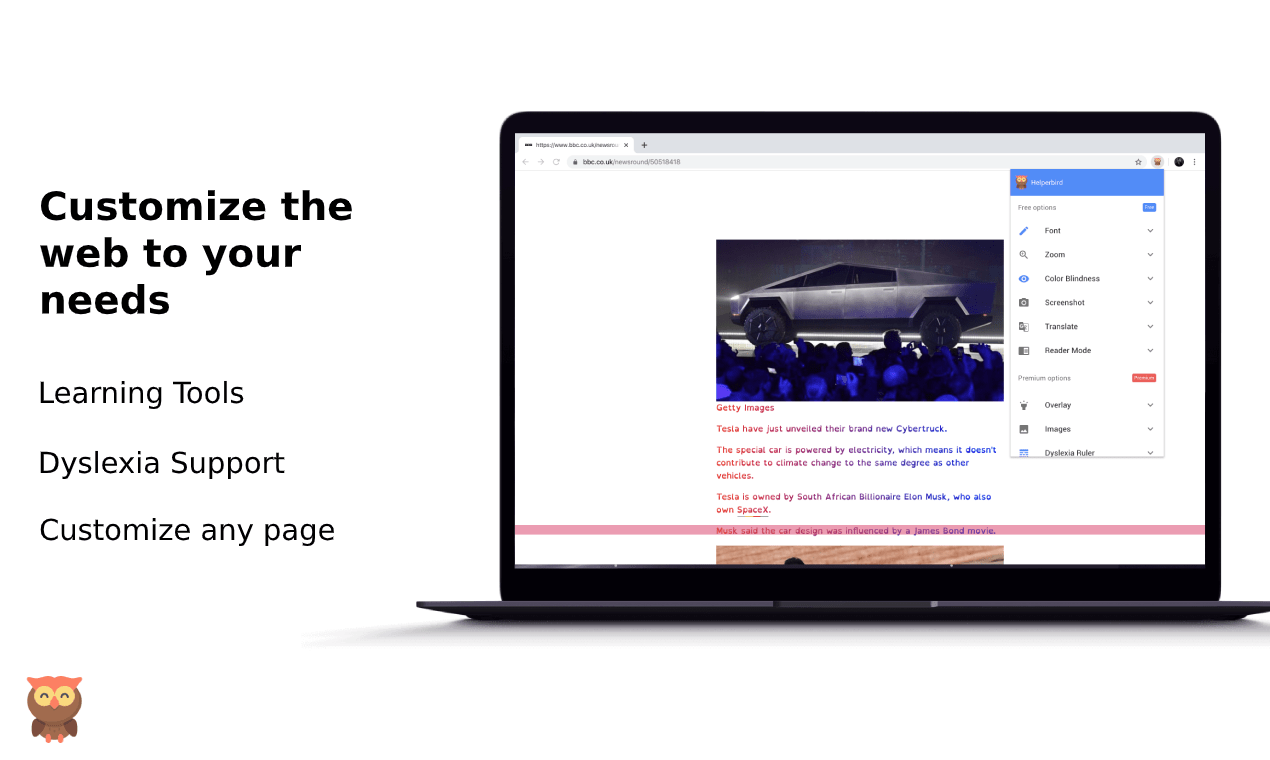 Customize the
web to your
needs
Learning Tools
Dyslexia Support
Customize any page
https://www.bbc.co.uk/newsrou
bbc.co.uk/newsround/50518418
Helperbird
Free options Free
Font
Zoom
Color Blindness
Screenshot
Translate
Reader Mode
Premium options Premium
Overlay
Images
Dyslexia Ruler
Getty Images
Tesla have just unveiled their brand new Cybertruck.
The special car is powered by electricity, which means it doesn't
contribute to climate change to the same degree as other
vehicles.
Tesla is owned by South African Billionaire Elon Musk, who also
own SpaceX.
Musk said the car design was influenced by a James Bond movie.